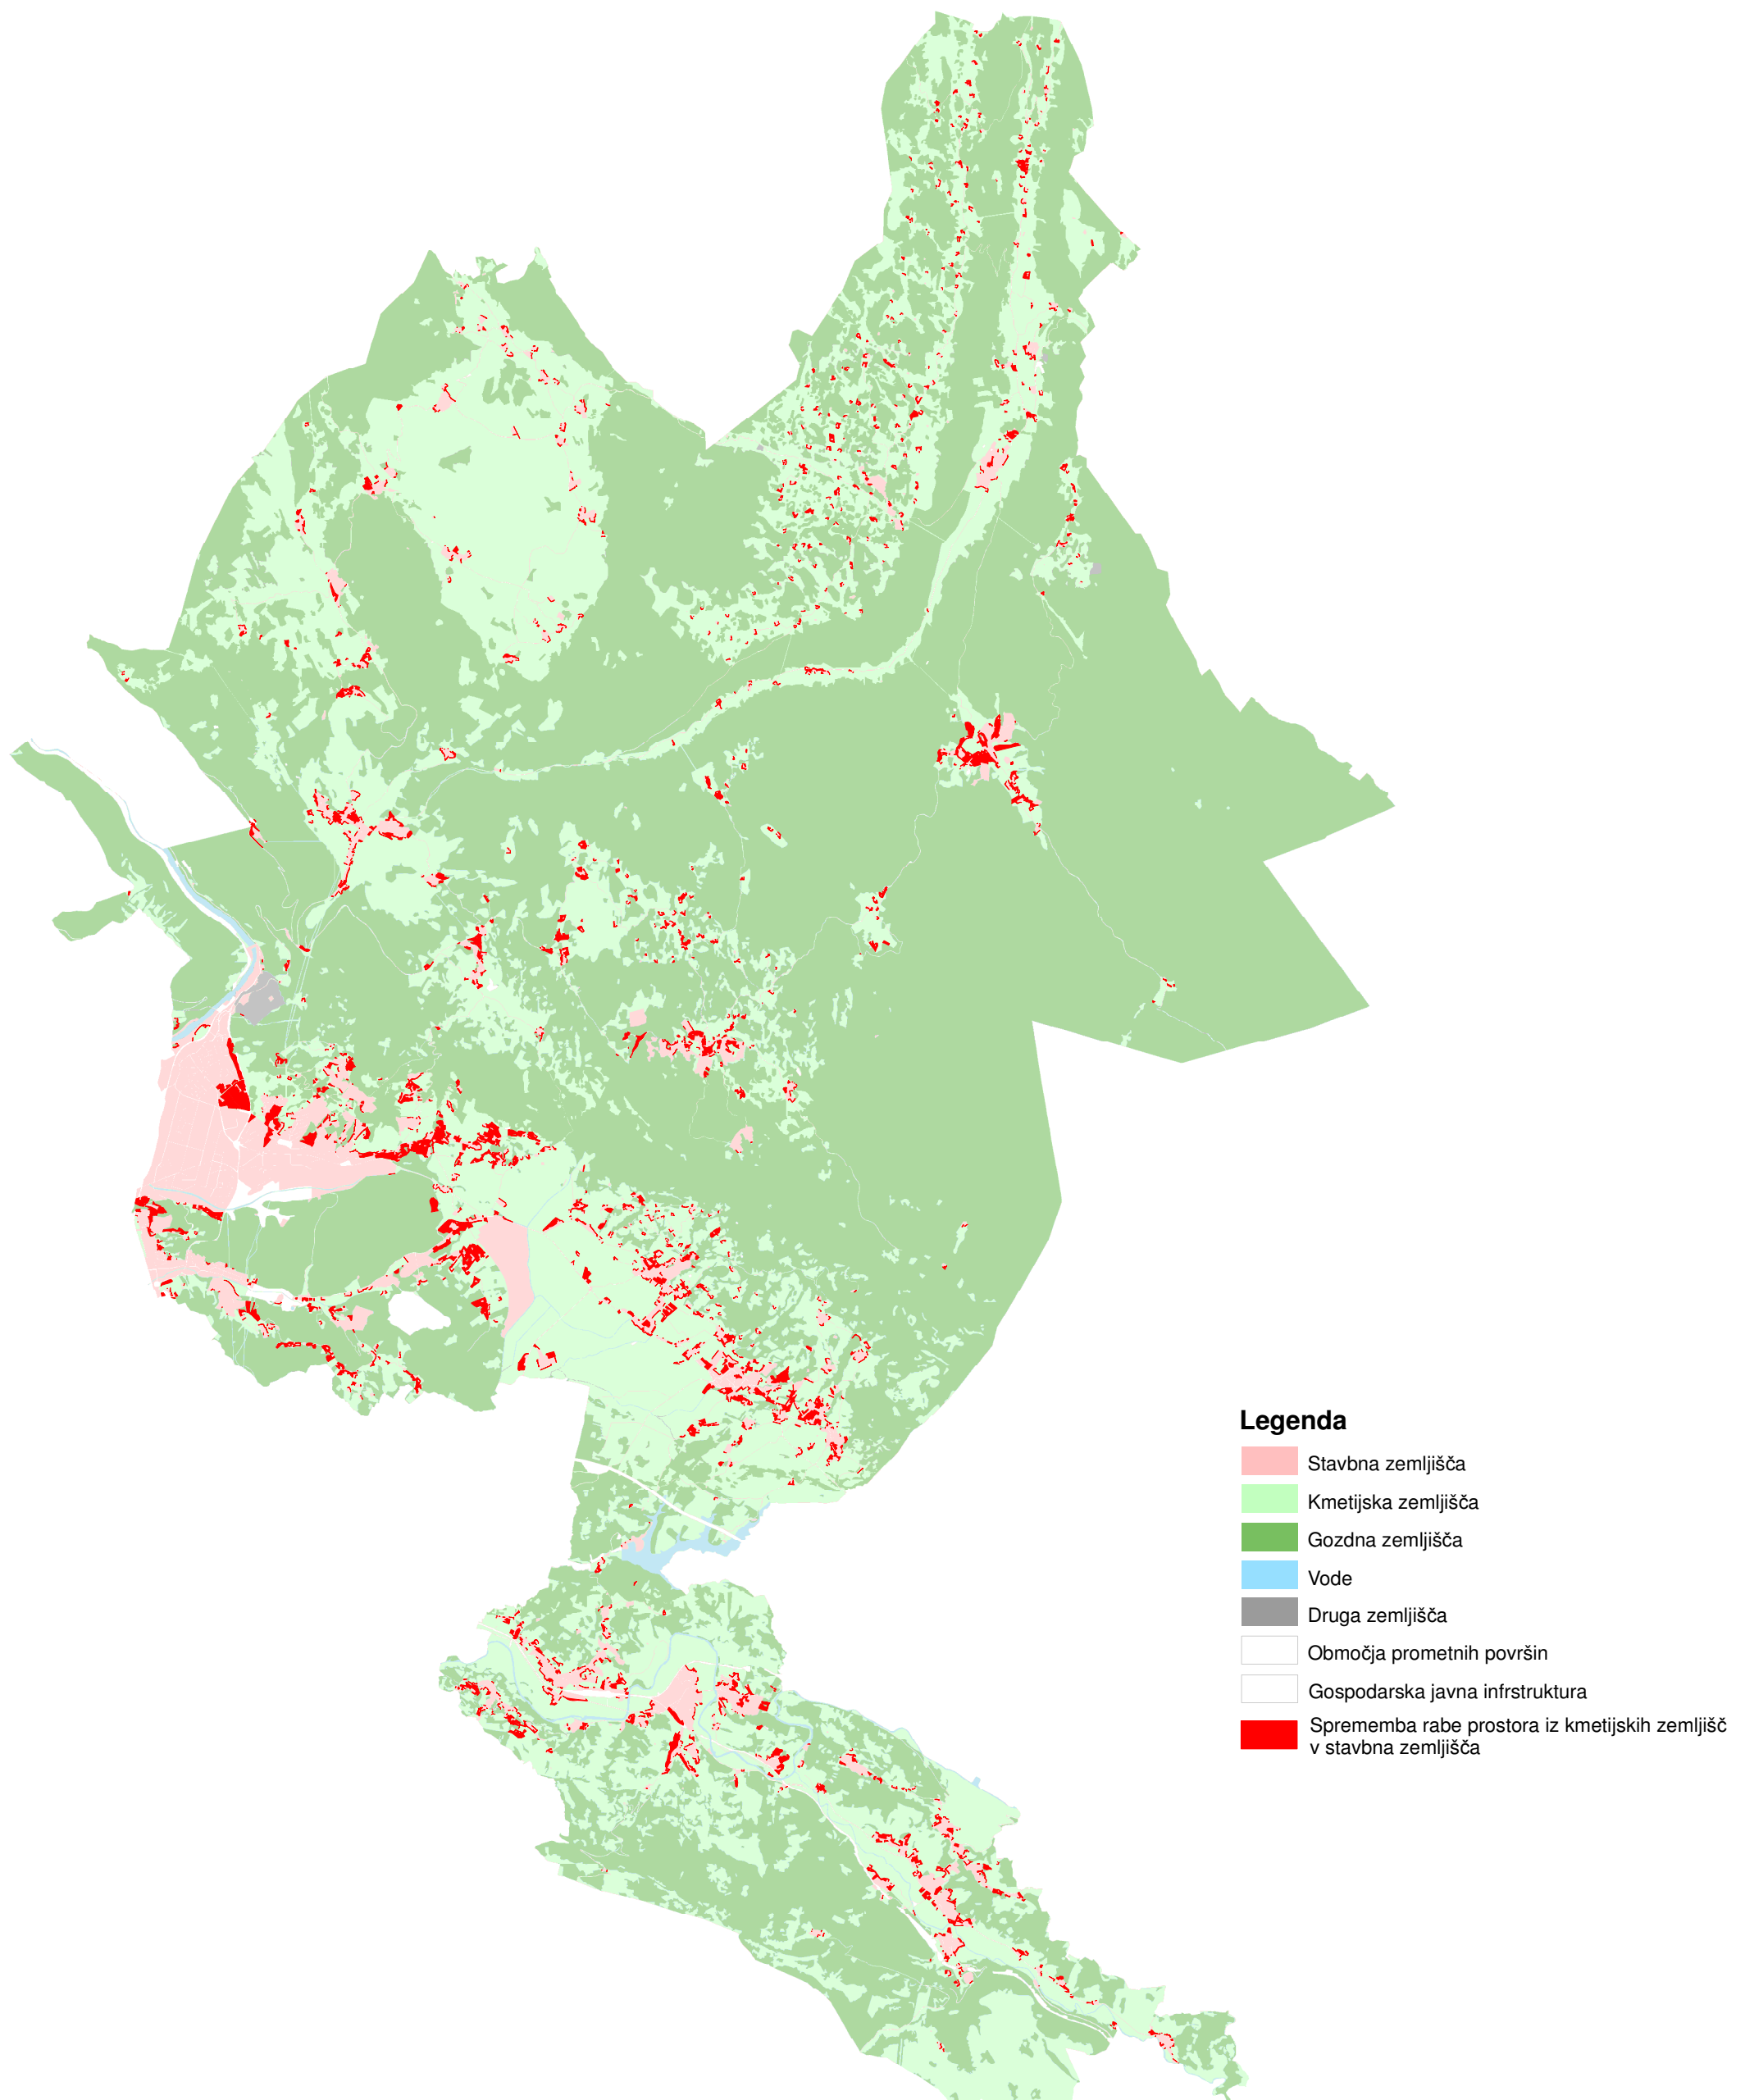 Legenda
Stavbna zemljišča
Kmetijska zemljišča
Gozdna zemljišča
Vode
Druga zemljišča
Območja prometnih površin
Gospodarska javna infrstruktura
Sprememba rabe prostora iz kmetijskih zemljišč
v stavbna zemljišča